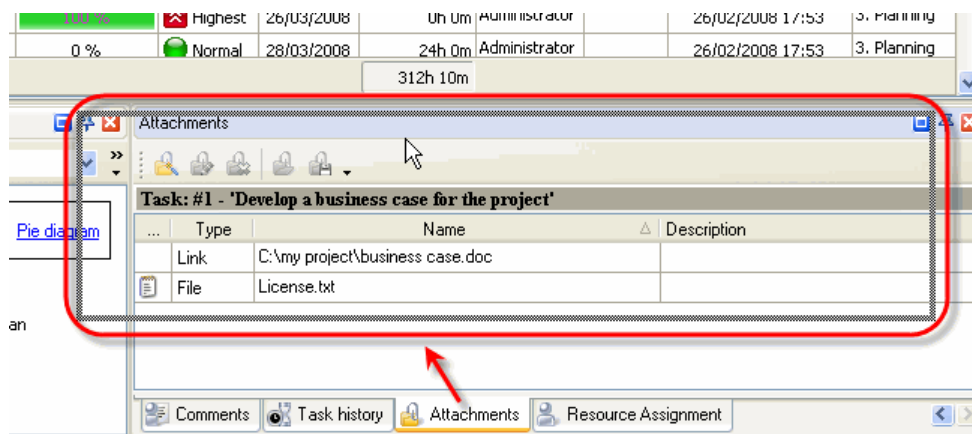 100 % Highest 26/03/2008 0h 0m Administrator 26/02/2008 17:53 3. Planning
0 % Normal 28/03/2008 24h 0m Administrator 26/02/2008 17:53 3. Planning
312h 10m
Attachments
Task: #1 - 'Develop a business case for the project'
... Type Name Description
Pie diagram
Link C:\my project\business case.doc
File License.txt
an
Comments Task history Attachments Resource Assignment